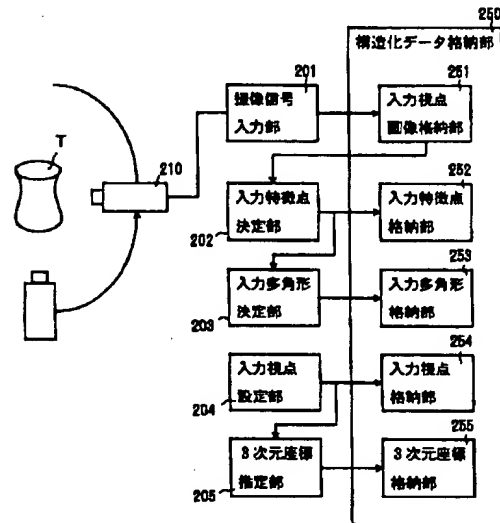 250
構造化データ格納部
201
撮像信号
入力部
251
入力視点
画像格納部
T
210
入力特徴点
決定部
202
252
入力特徴点
格納部
入力多角形
決定部
203
253
入力多角形
格納部
入力視点
設定部
204
254
入力視点
格納部
3次元座標
推定部
205
255
3次元座標
格納部